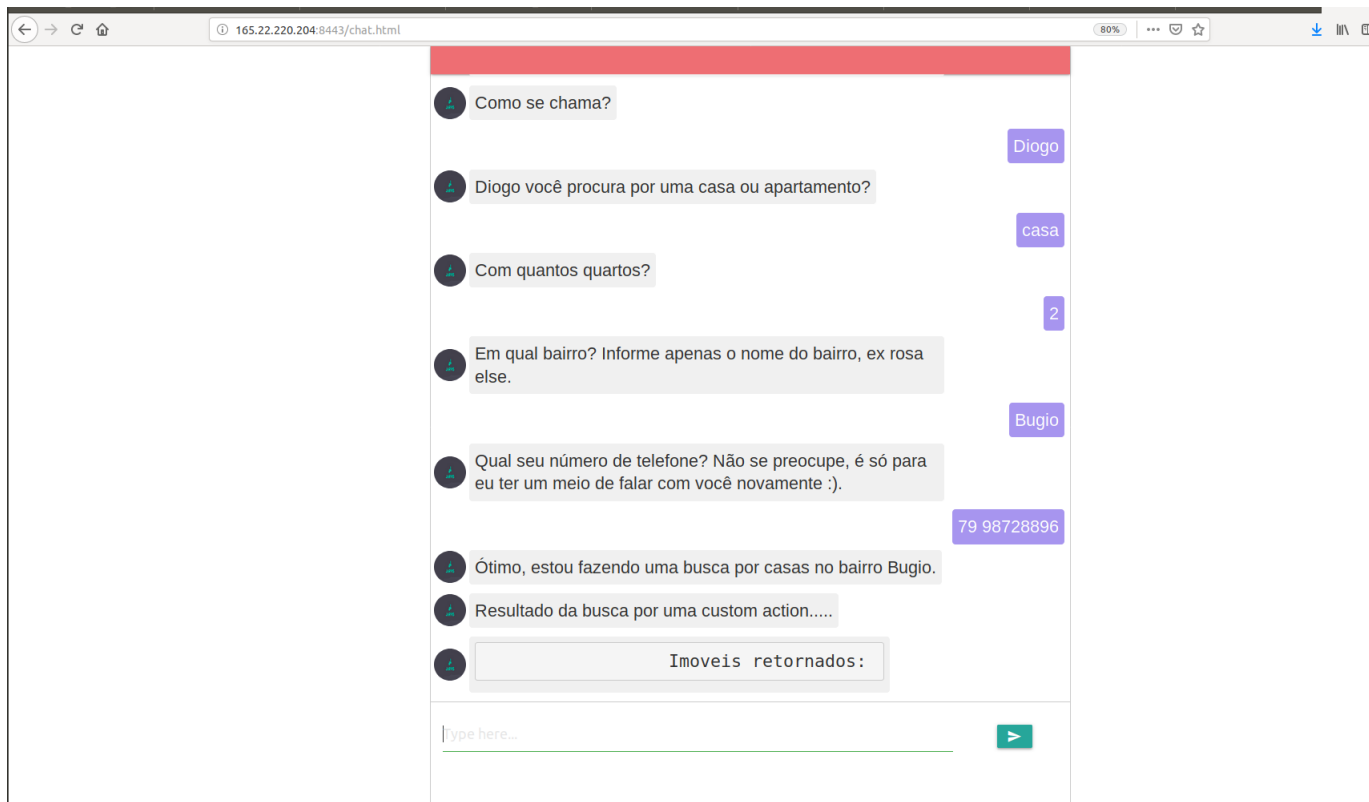 165.22.220.204:8443/chat.html
80%
Como se chama?
Diogo
Diogo você procura por uma casa ou apartamento?
casa
Com quantos quartos?
2
Em qual bairro? Informe apenas o nome do bairro, ex rosa
else.
Bugio
Qual seu número de telefone? Não se preocupe, é só para
eu ter um meio de falar com você novamente :).
79 98728896
Ótimo, estou fazendo uma busca por casas no bairro Bugio.
Resultado da busca por uma custom action.....
Imoveis retornados:
Type here...